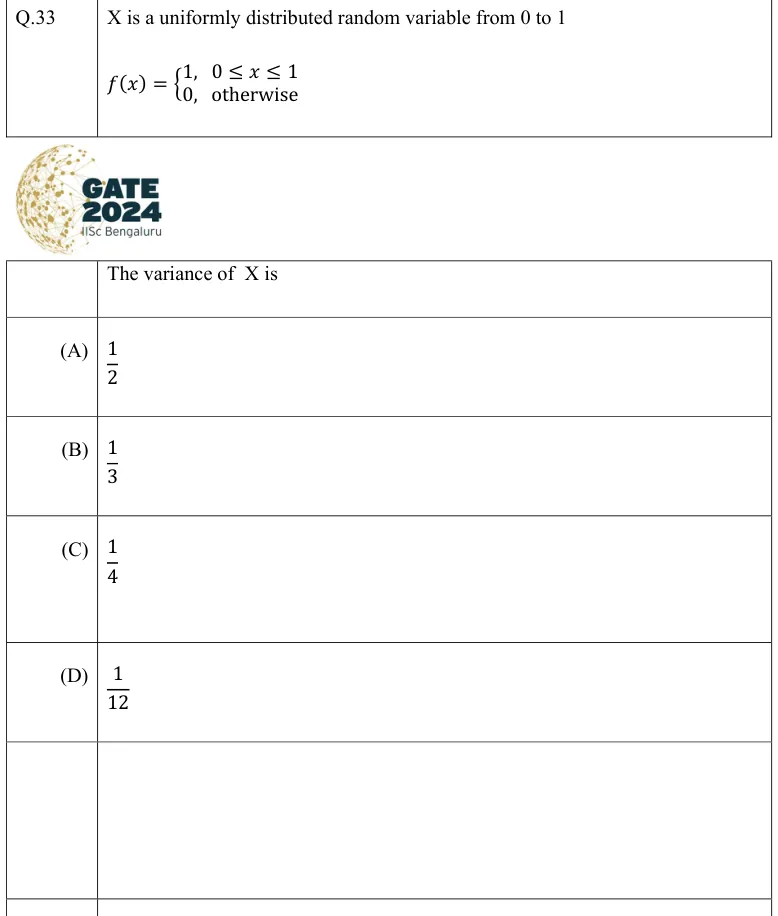 Q.33 X is a uniformly distributed random variable from 0 to 1
f(x) = {1, 0 ≤ x ≤ 1
0, otherwise
GATE
2024
IISc Bengaluru
The variance of X is
(A) 1/2
(B) 1/3
(C) 1/4
(D) 1/12